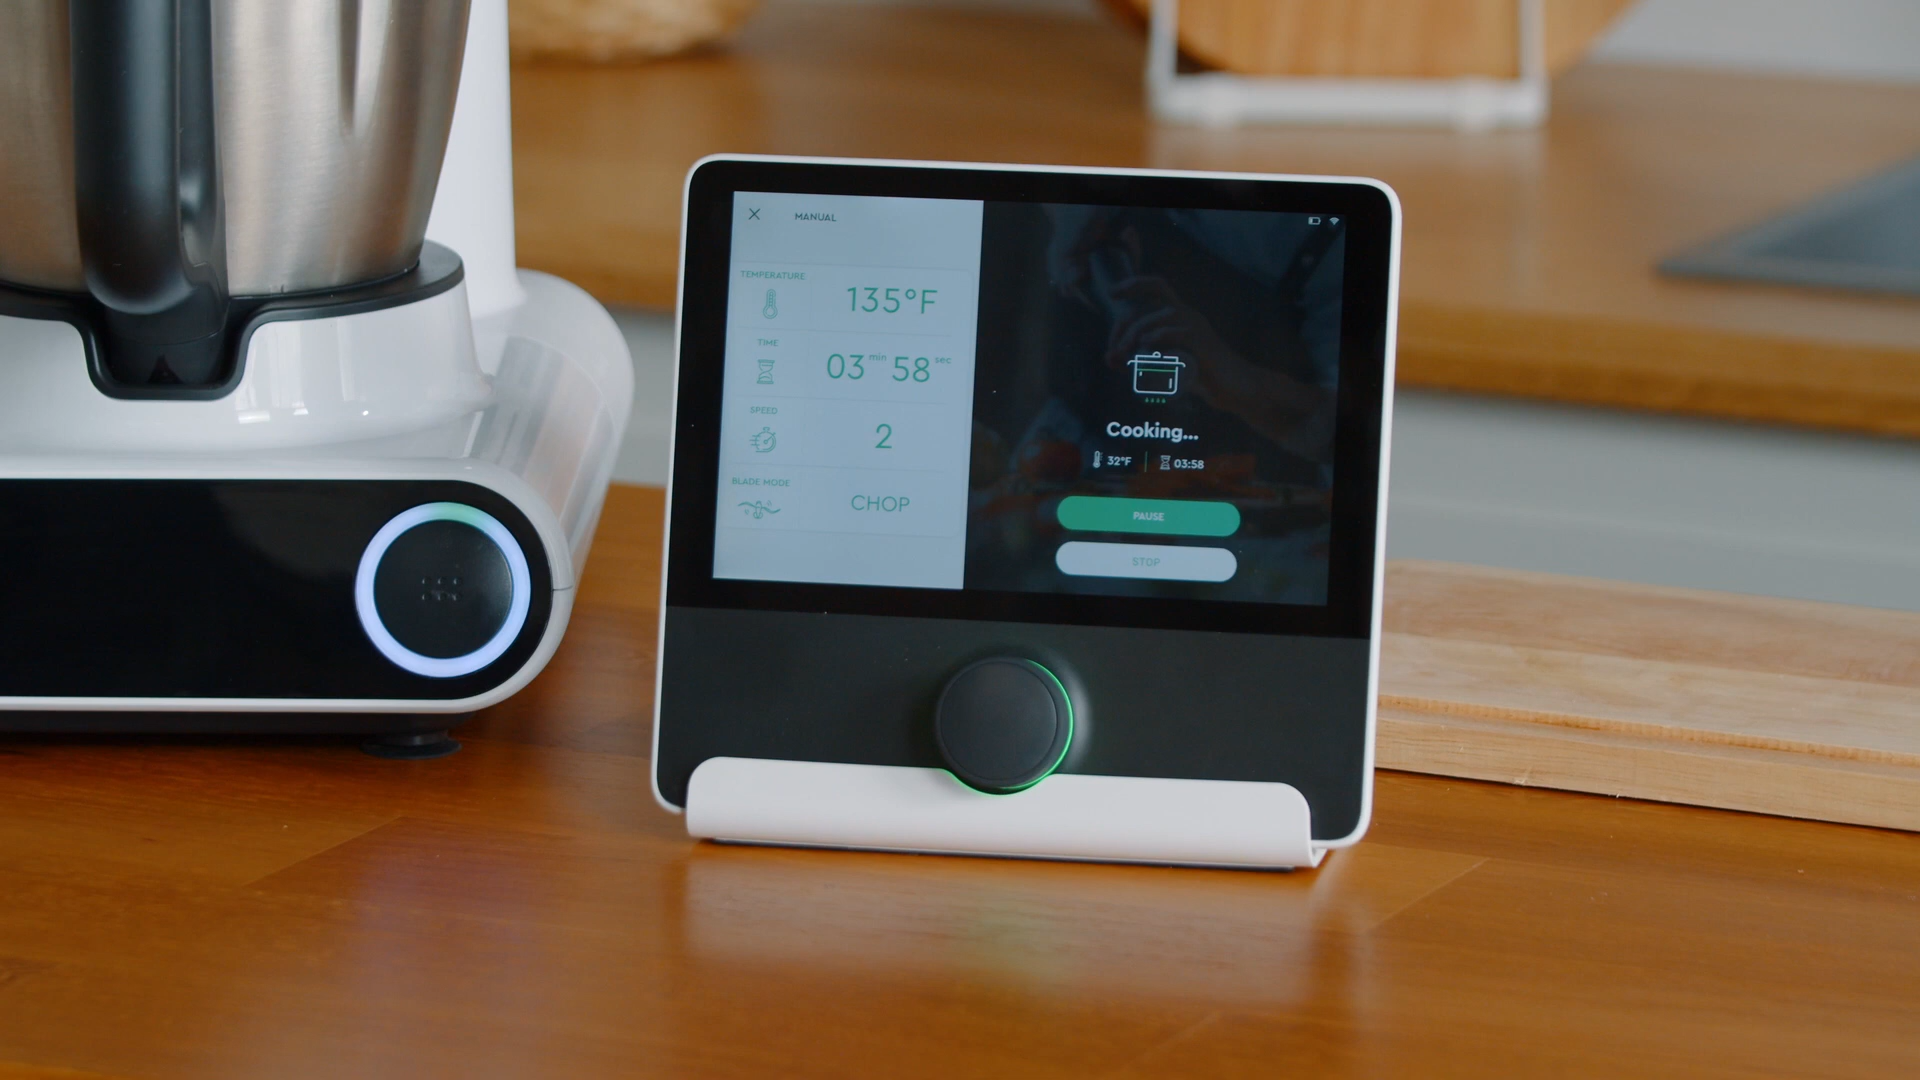 MANUAL
TEMPERATURE
135°F
TIME
03 min 58 sec
SPEED
2
BLADE MODE
CHOP
Cooking...
32°F 03:58
PAUSE
STOP